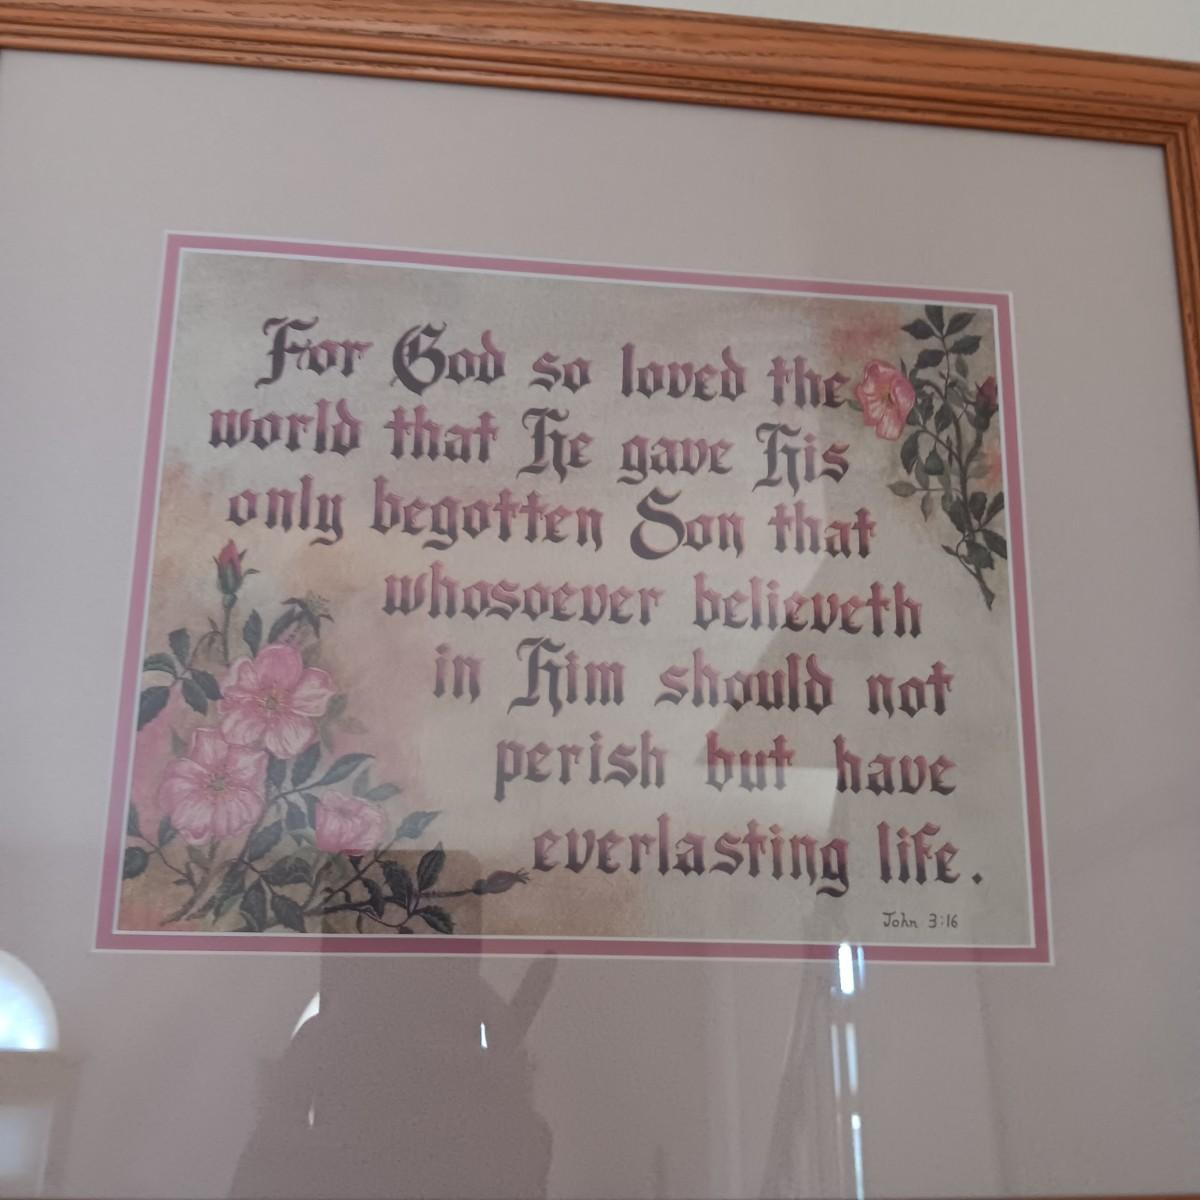 For God so loved the
world that He gave His
only begotten Son that
whosoever believeth
in Him should not
perish but have
everlasting life.
John 3:16